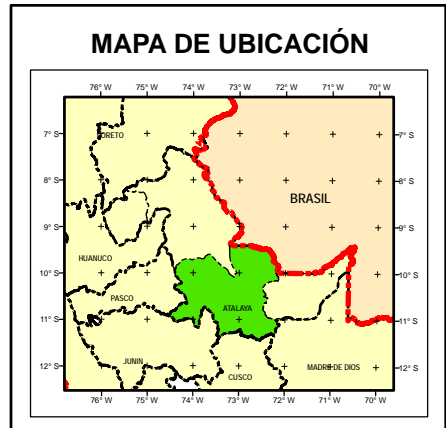 MAPA DE UBICACIÓN
76° W 75° W 74° W 73° W 72° W 71° W 70° W
7° S ORETO 7° S
8° S 8° S
BRASIL
9° S 9° S
HUANUCO
10° S 10° S
PASCO
ATALAYA
11° S 11° S
JUNIN
12° S CUSCO MADRE DE DIOS 12° S
76° W 75° W 74° W 73° W 72° W 71° W 70° W